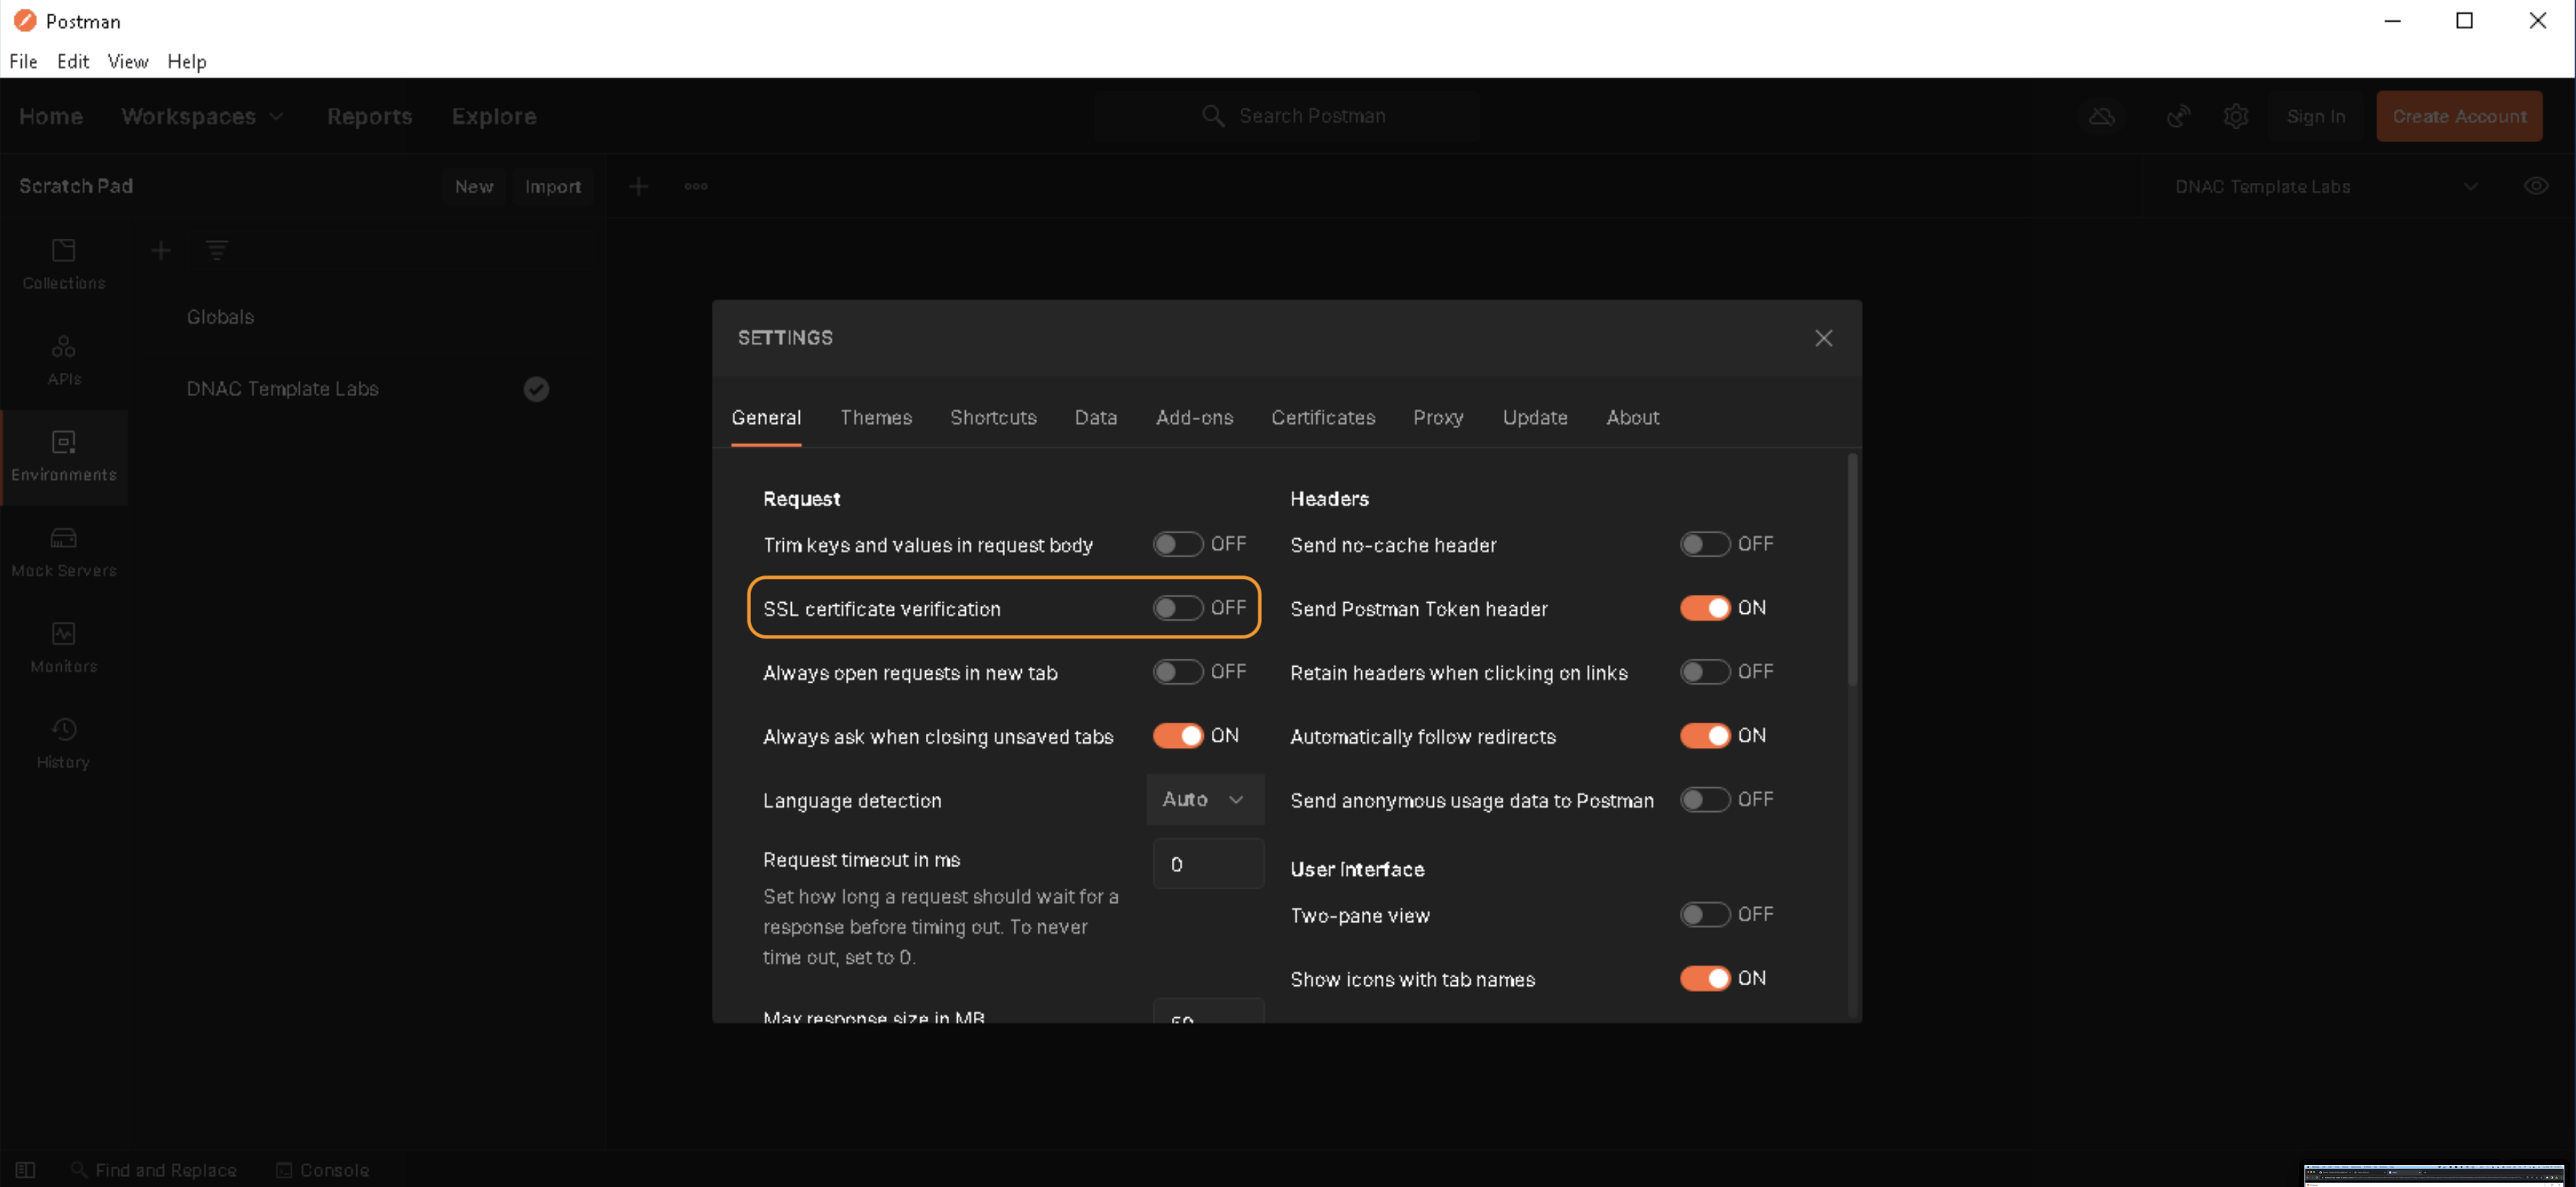 Postman
File Edit View Help
Home Workspaces Reports Explore Search Postman Sign In Create Account
Scratch Pad New Import DNAC Template Labs
Collections
APIs
Environments
Mock Servers
Monitors
History
Globals
DNAC Template Labs
SETTINGS
General Themes Shortcuts Data Add-ons Certificates Proxy Update About
Request
Trim keys and values in request body OFF
SSL certificate verification OFF
Always open requests in new tab OFF
Always ask when closing unsaved tabs ON
Language detection Auto
Request timeout in ms 0
Set how long a request should wait for a
response before timing out. To never
time out, set to 0.
Max response size in MB 50
Headers
Send no-cache header OFF
Send Postman Token header ON
Retain headers when clicking on links OFF
Automatically follow redirects ON
Send anonymous usage data to Postman OFF
User interface
Two-pane view OFF
Show icons with tab names ON
Find and Replace Console